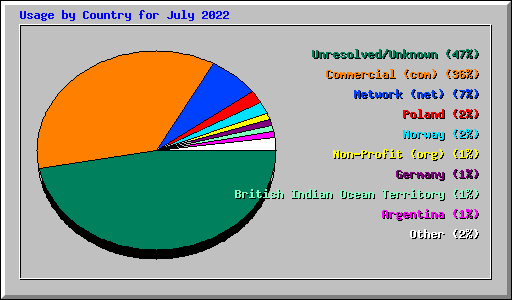 Usage by Country for July 2022
Unresolved/Unknown (47%)
Commercial (com) (36%)
Network (net) (7%)
Poland (2%)
Norway (2%)
Non-Profit (org) (1%)
Germany (1%)
British Indian Ocean Territory (1%)
Argentina (1%)
Other (2%)